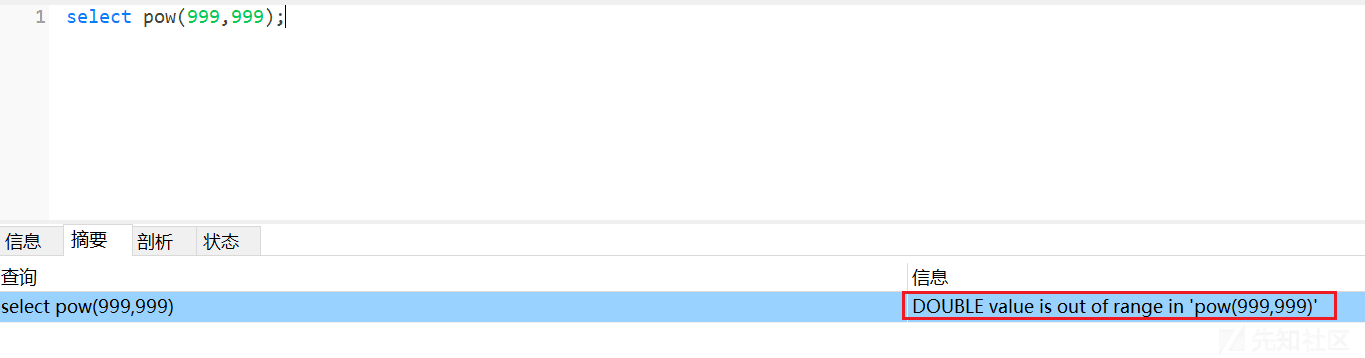 1 select pow(999,999);
信息 摘要 剖析 状态
查询 信息
select pow(999,999) DOUBLE value is out of range in 'pow(999,999)'
先知社区